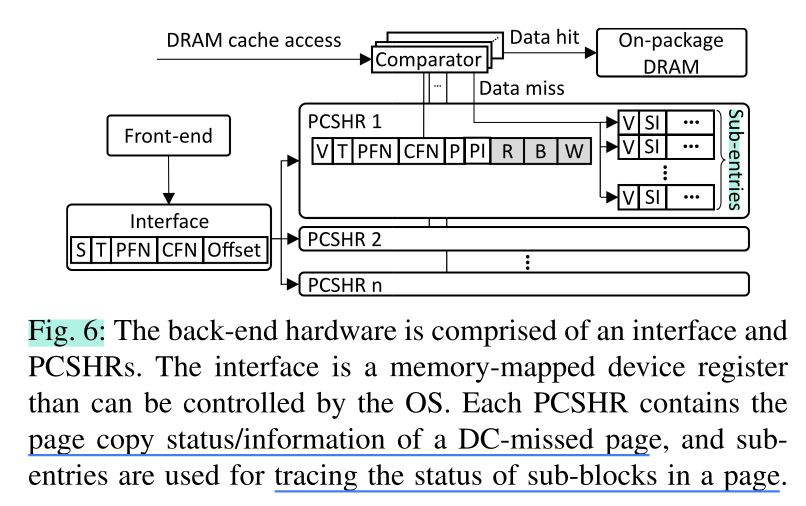 DRAM cache access
Comparator
...
Data hit
On-package
DRAM
...
Data miss
Front-end
PCSHR 1
V T PFN CFN P PI R B W
V SI ...
V SI ...
V SI ...
Sub-entries
Interface
S T PFN CFN Offset
PCSHR 2
PCSHR n
Fig. 6: The back-end hardware is comprised of an interface and
PCSHRs. The interface is a memory-mapped device register
than can be controlled by the OS. Each PCSHR contains the
page copy status/information of a DC-missed page, and sub-
entries are used for tracing the status of sub-blocks in a page.